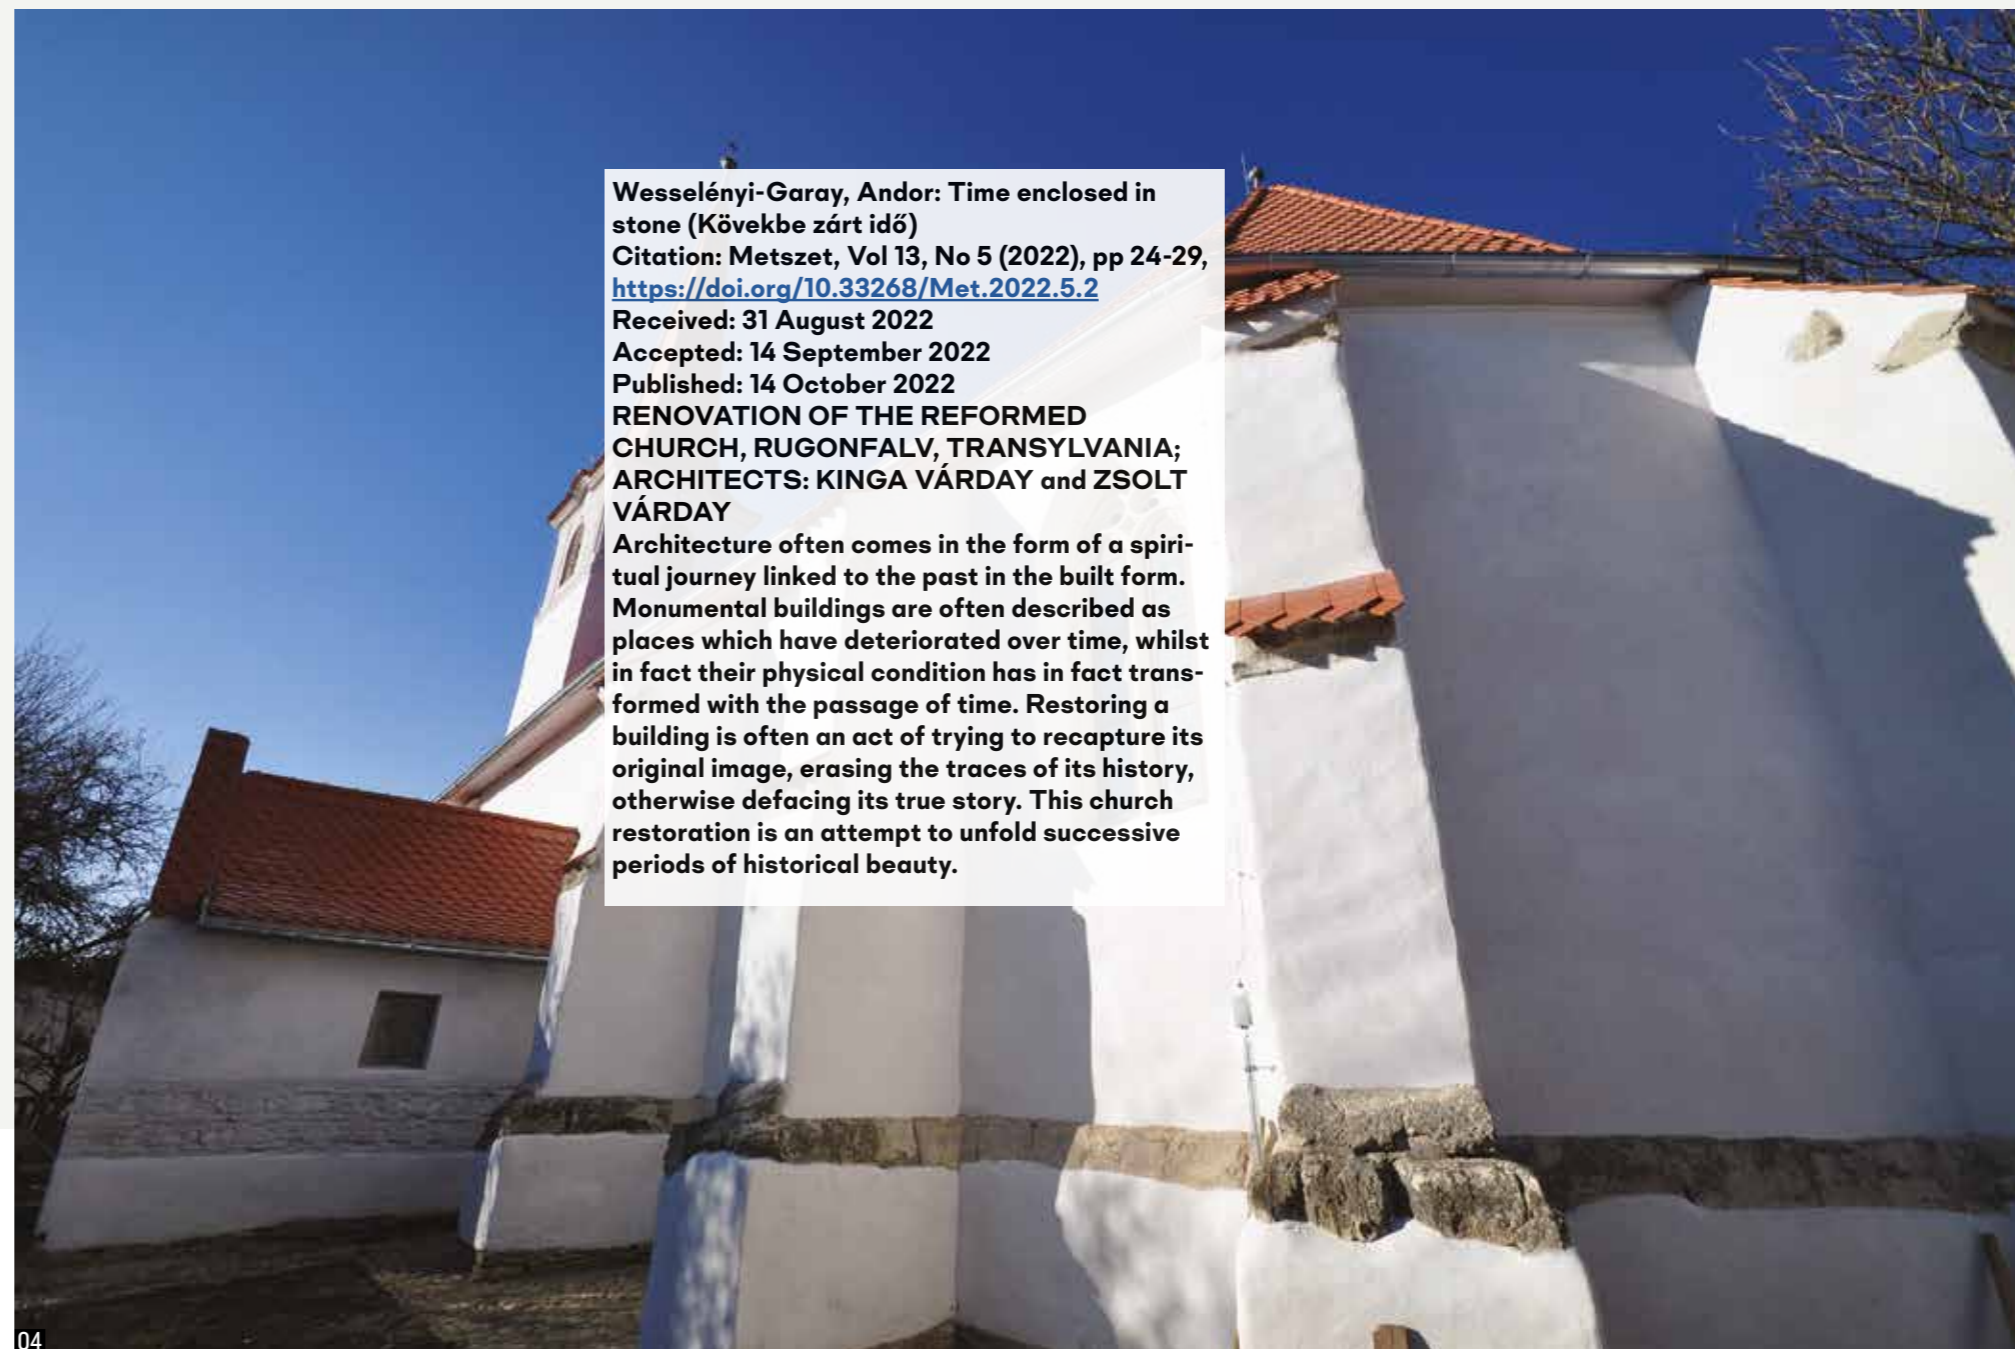 Wesselényi-Garay, Andor: Time enclosed in
stone (Kövekbe zárt idő)
Citation: Metszet, Vol 13, No 5 (2022), pp 24-29,
https://doi.org/10.33268/Met.2022.5.2
Received: 31 August 2022
Accepted: 14 September 2022
Published: 14 October 2022
RENOVATION OF THE REFORMED
CHURCH, RUGONFALV, TRANSYLVANIA;
ARCHITECTS: KINGA VÁRDAY and ZSOLT
VÁRDAY
Architecture often comes in the form of a spiri-
tual journey linked to the past in the built form.
Monumental buildings are often described as
places which have deteriorated over time, whilst
in fact their physical condition has in fact trans-
formed with the passage of time. Restoring a
building is often an act of trying to recapture its
original image, erasing the traces of its history,
otherwise defacing its true story. This church
restoration is an attempt to unfold successive
periods of historical beauty.
04